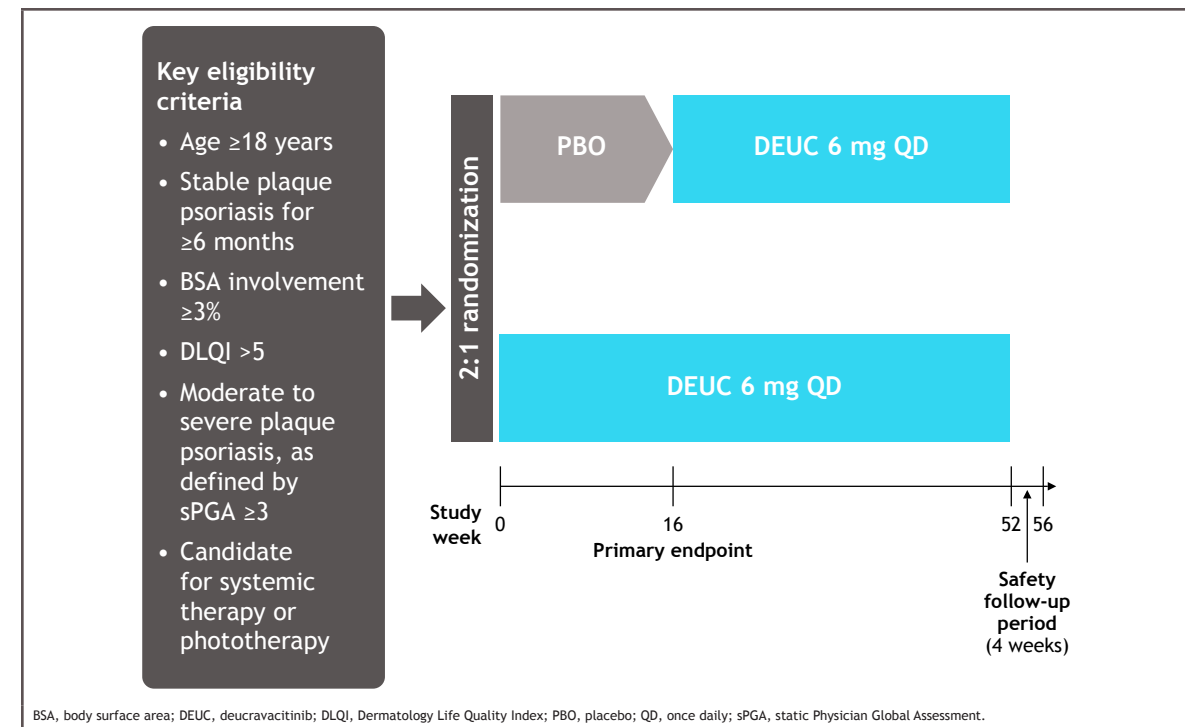 Key eligibility
criteria
• Age ≥18 years
• Stable plaque
psoriasis for
≥6 months
• BSA involvement
≥3%
• DLQI >5
• Moderate to
severe plaque
psoriasis, as
defined by
sPGA ≥3
• Candidate
for systemic
therapy or
phototherapy
2:1 randomization
PBO
DEUC 6 mg QD
DEUC 6 mg QD
Study
week
0
16
52
56
Primary endpoint
Safety
follow-up
period
(4 weeks)
BSA, body surface area; DEUC, deucravacitinib; DLQI, Dermatology Life Quality Index; PBO, placebo; QD, once daily; sPGA, static Physician Global Assessment.